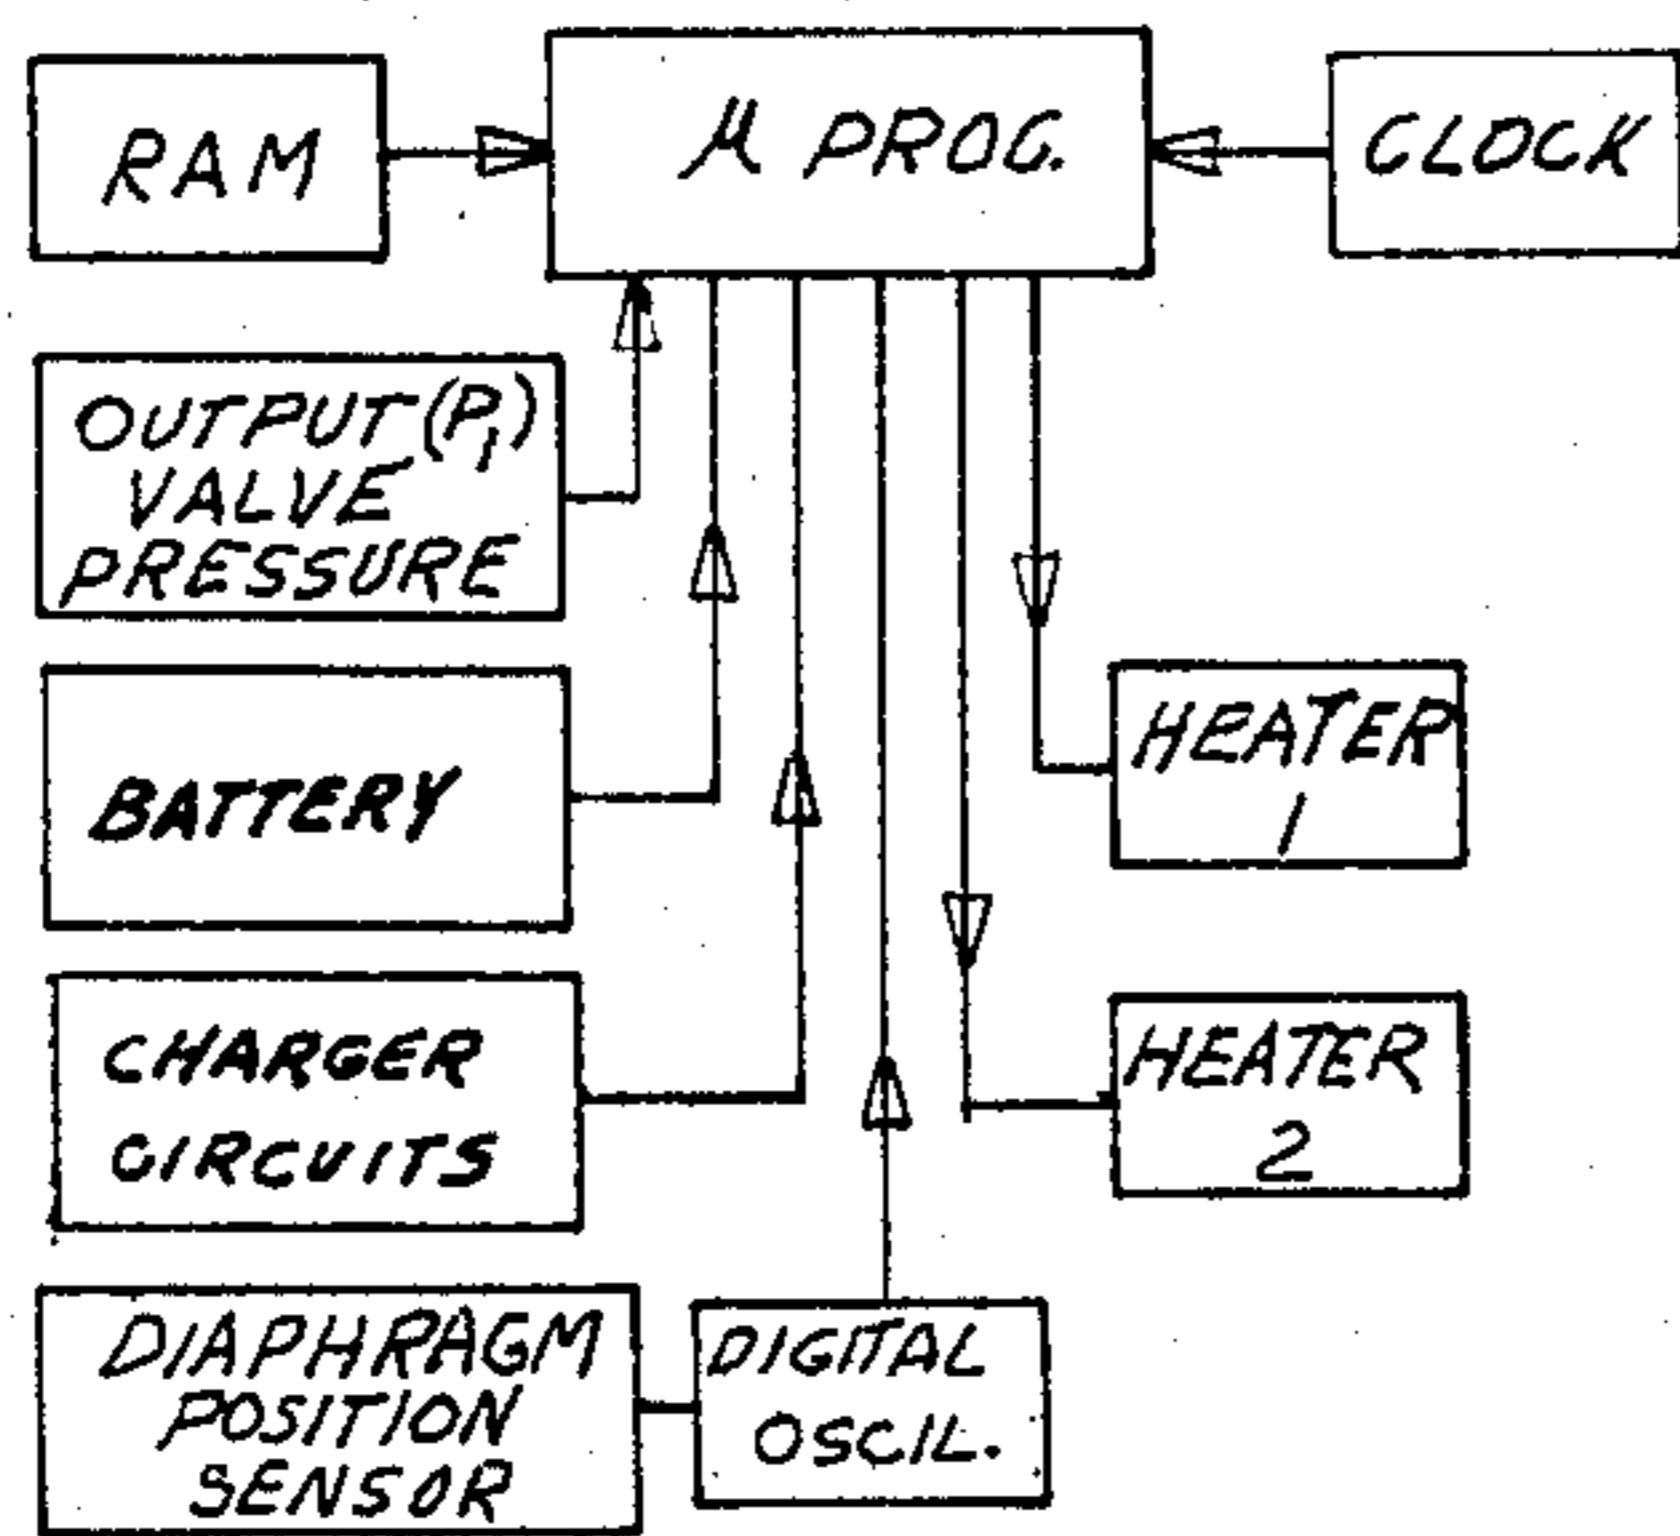 RAM
μ PROG.
CLOCK
OUTPUT (P1)
VALVE
PRESSURE
BATTERY
HEATER
1
CHARGER
CIRCUITS
HEATER
2
DIAPHRAGM
POSITION
SENSOR
DIGITAL
OSCIL.